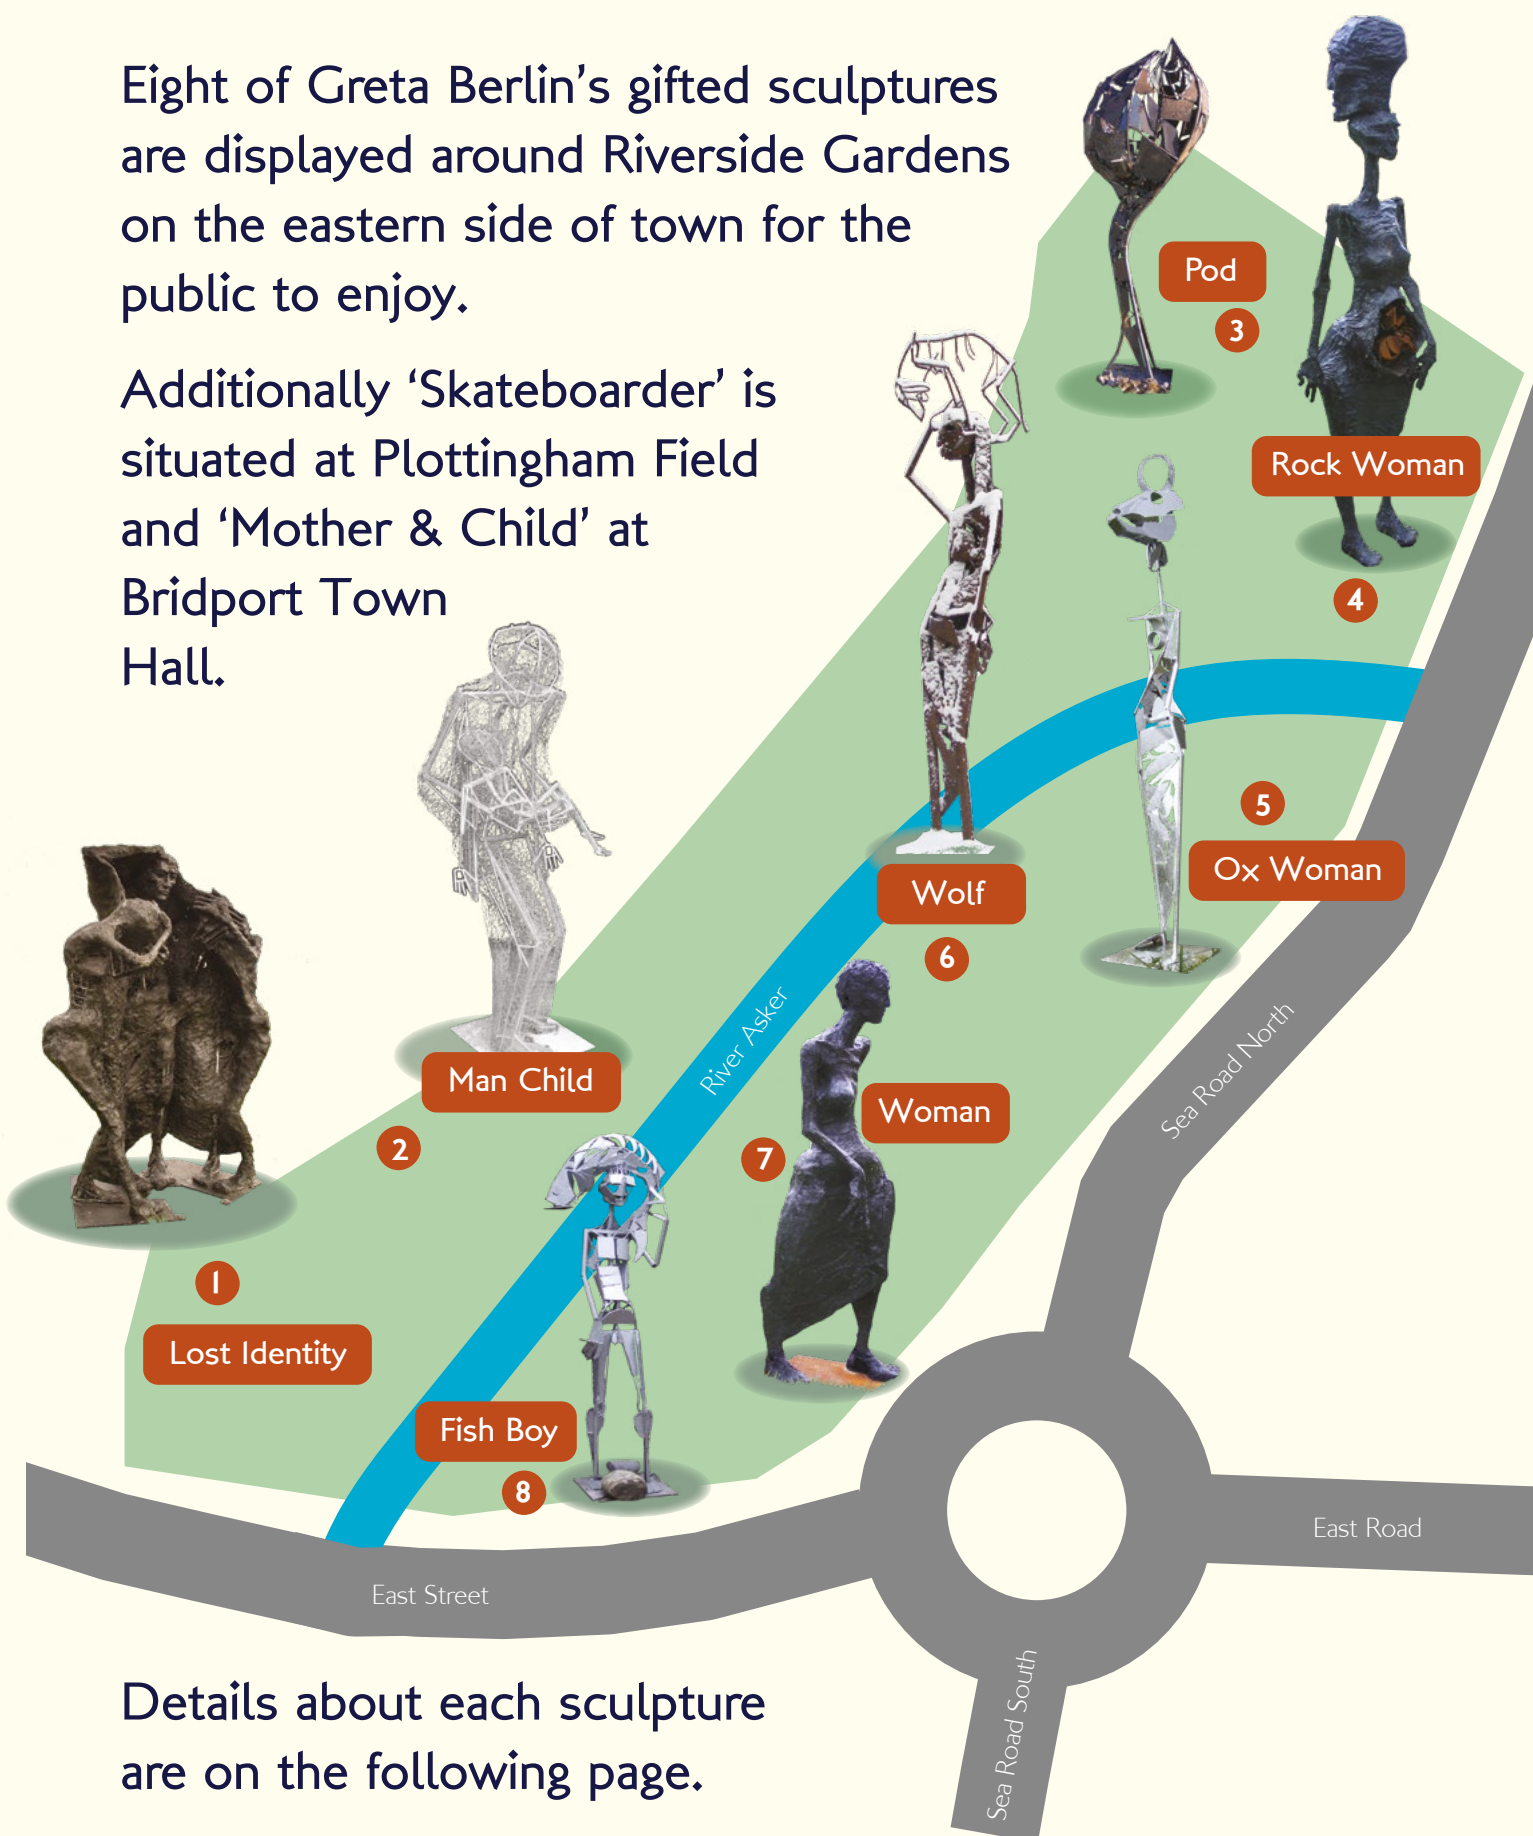 Eight of Greta Berlin’s gifted sculptures
are displayed around Riverside Gardens
on the eastern side of town for the
public to enjoy.
Additionally ‘Skateboarder’ is
situated at Plottingham Field
and ‘Mother & Child’ at
Bridport Town
Hall.
Pod
3
Rock Woman
4
5
Ox Woman
Wolf
6
River Asker
Sea Road North
Man Child
2
Woman
7
1
Lost Identity
Fish Boy
8
East Road
East Street
Sea Road South
Details about each sculpture
are on the following page.